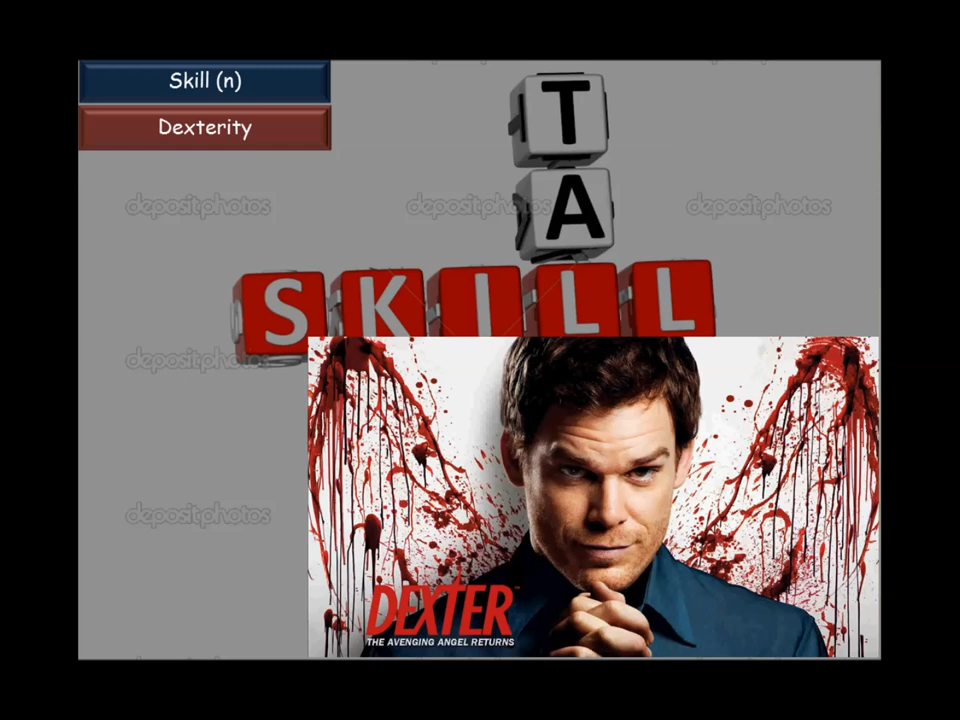 Skill (n)
Dexterity
T
A
SKILL
depositphotos depositphotos depositphotos
depositphotos
depositphotos
DEXTER
THE AVENGING ANGEL RETURNS